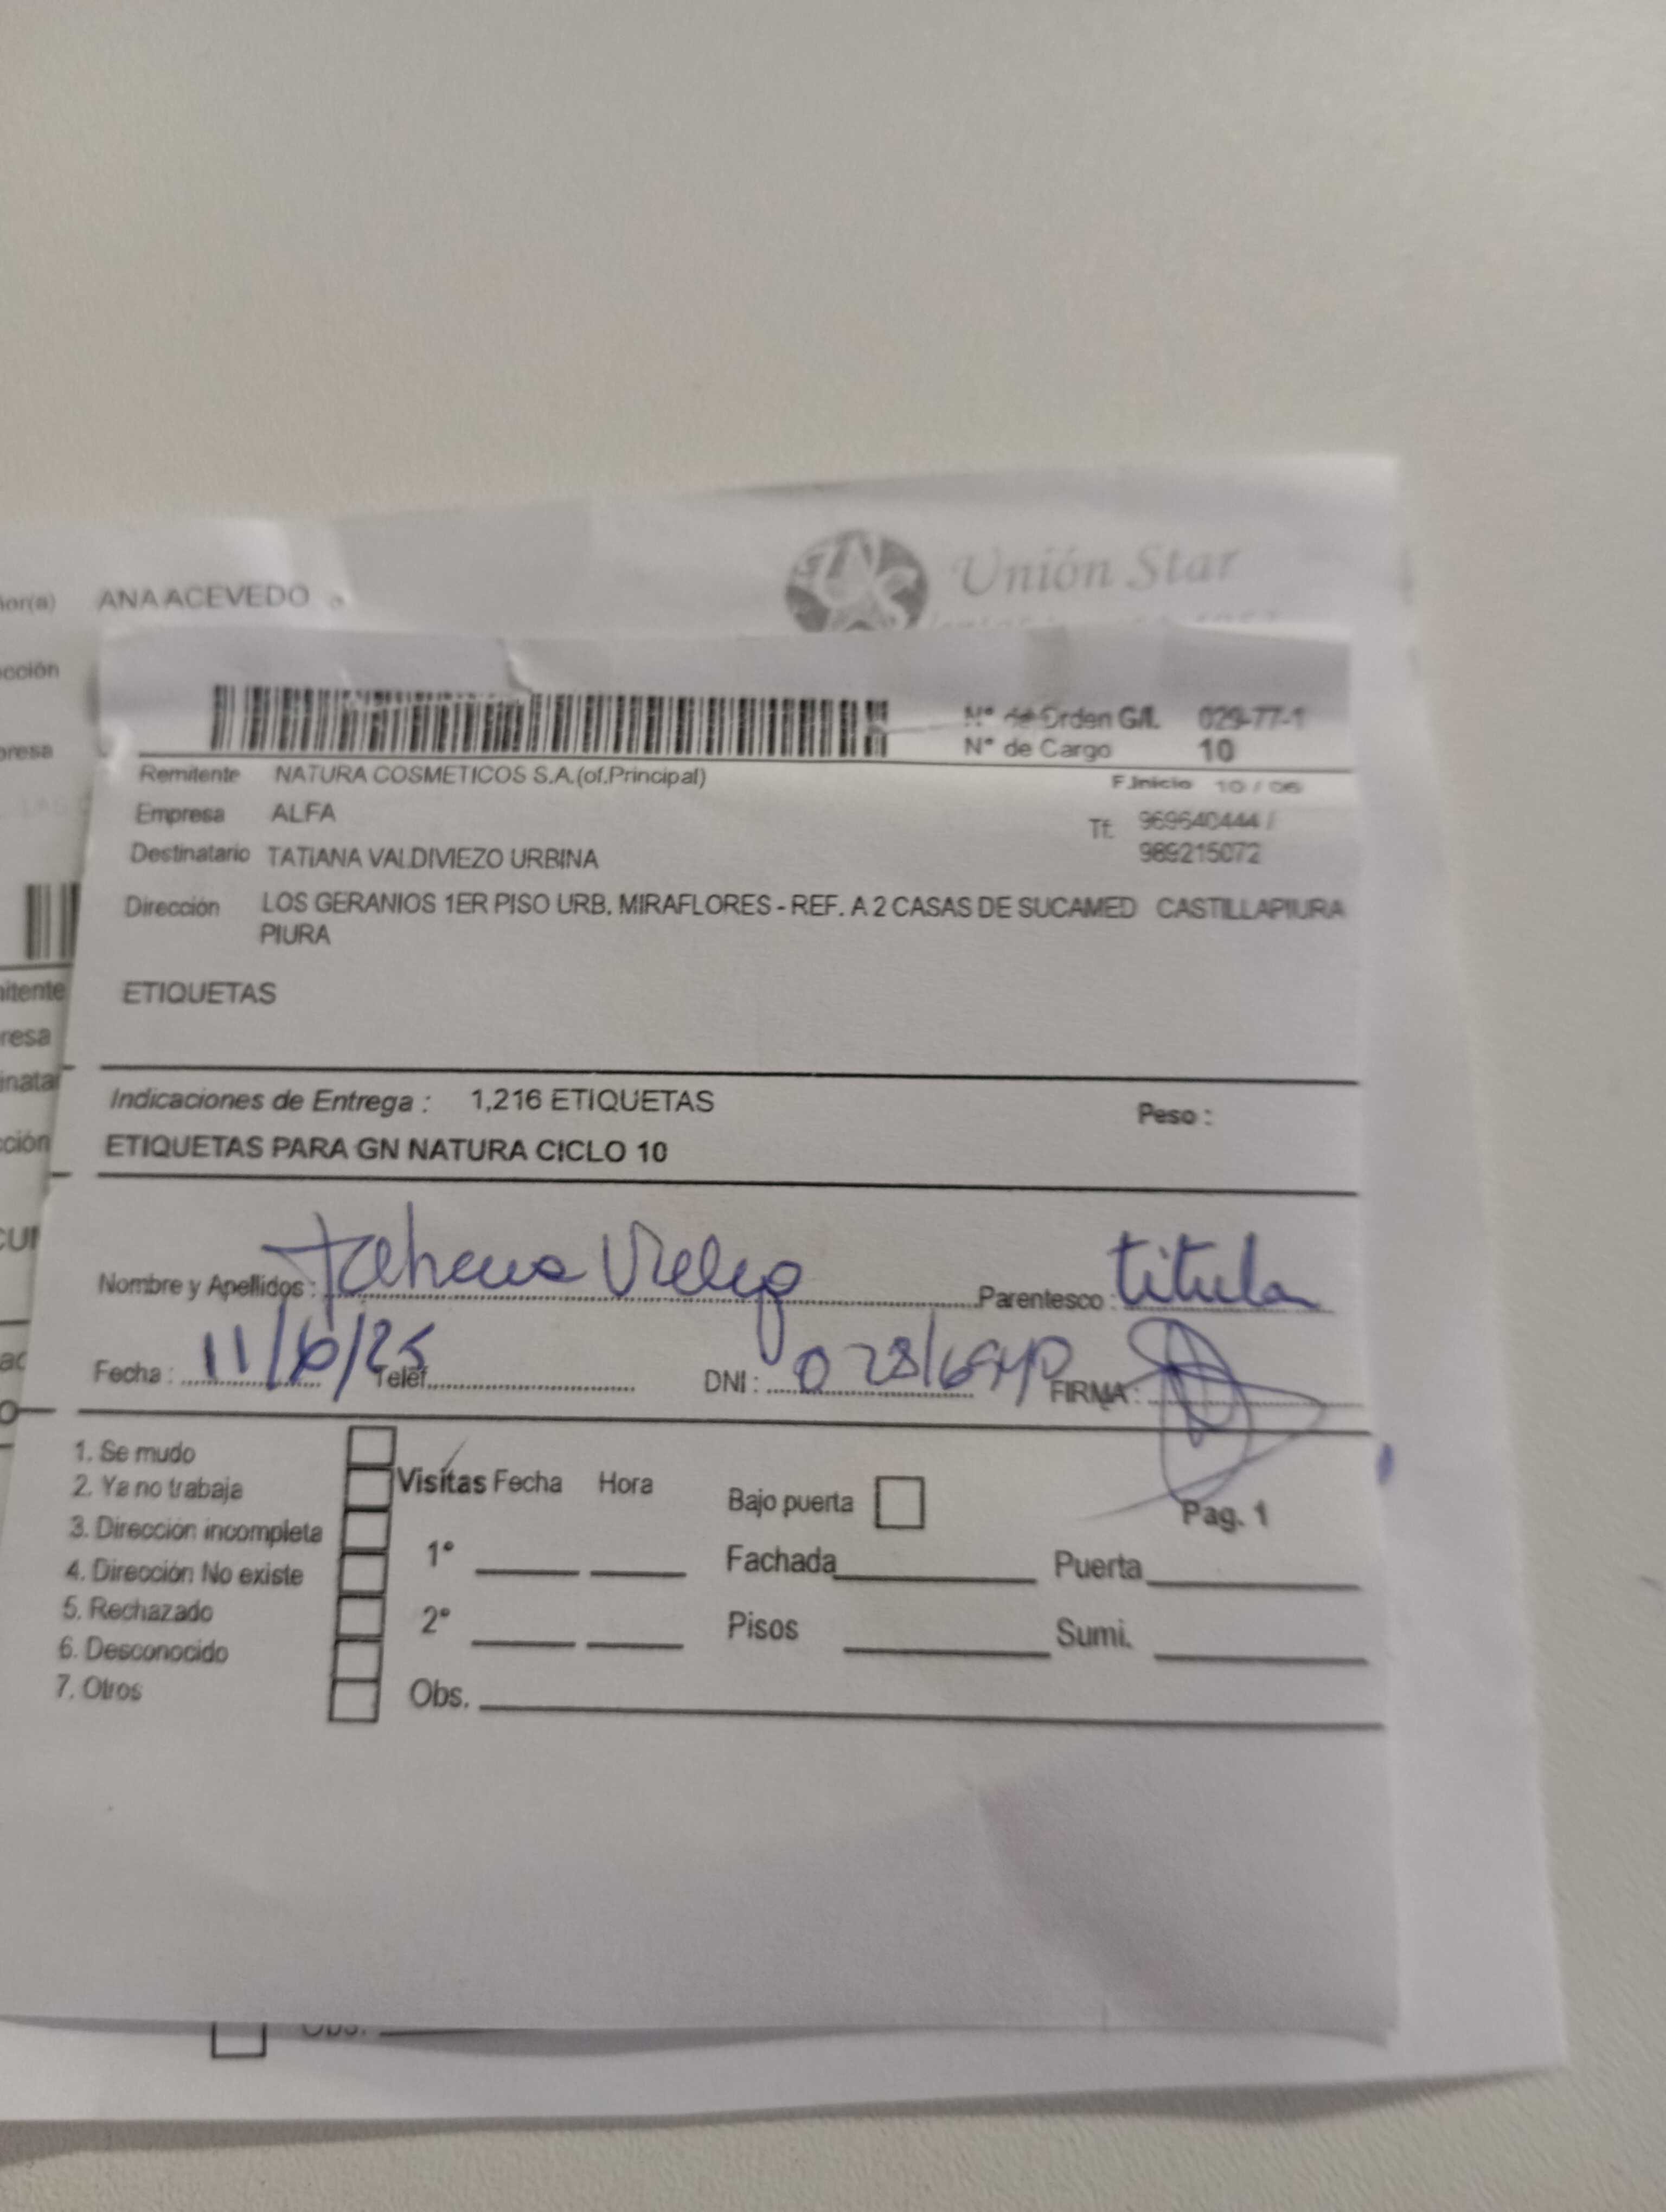 ANA ACEVEDO
Unión Star
N° de Orden G/I. 029-77-1
N° de Cargo 10
Remitente NATURA COSMETICOS S.A.(of.Principal)
F.Inicio 10 / 06
Empresa ALFA
Tf. 969640444 /
989215072
Destinatario TATIANA VALDIVIEZO URBINA
Dirección LOS GERANIOS 1ER PISO URB. MIRAFLORES - REF. A 2 CASAS DE SUCAMED CASTILLAPIURA
PIURA
ETIQUETAS
Indicaciones de Entrega : 1,216 ETIQUETAS
Peso :
ETIQUETAS PARA GN NATURA CICLO 10
Nombre y Apellidos : Parentesco : titula
Fecha : 11/6/25 Telef. DNI : FIRMA :
1. Se mudo
2. Ya no trabaja
3. Dirección incompleta
4. Dirección No existe
5. Rechazado
6. Desconocido
7. Otros
Visitas Fecha Hora
1°
2°
Obs.
Bajo puerta
Pag. 1
Fachada Puerta
Pisos Sumi.
Obs.